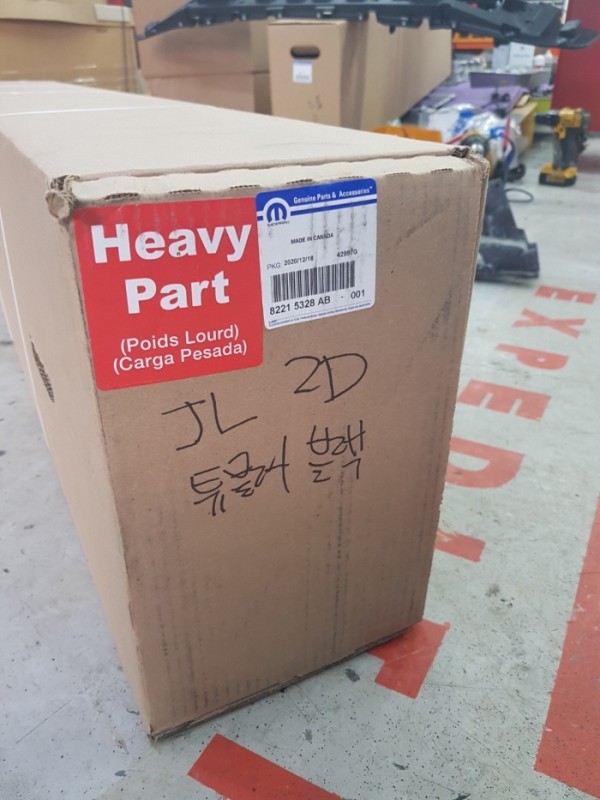 Heavy
Part
(Poids Lourd)
(Carga Pesada)
Genuine Parts & Accessories
MADE IN CANADA
PKG: 2020/12/18
8221 5328 AB - 001
JL 2D
튜블러 블랙
EXPEDIT